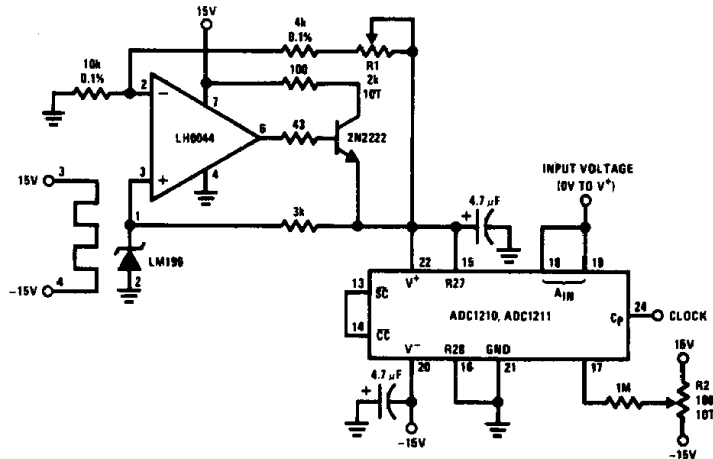 15V
4k
0.1%
10k
0.1%
R1
2k
10T
100
2
−
7
LH0044
6
43
2N2222
3
+
4
15V
3
1
3k
4.7 µF
+
INPUT VOLTAGE
(0V TO V+)
LM199
−15V
4
2
22
15
18
19
V+
R27
AIN
13
SC
24
CP
CLOCK
ADC1210, ADC1211
14
CC
V−
R28
GND
20
16
21
17
4.7 µF
+
−15V
1M
15V
R2
100
10T
−15V